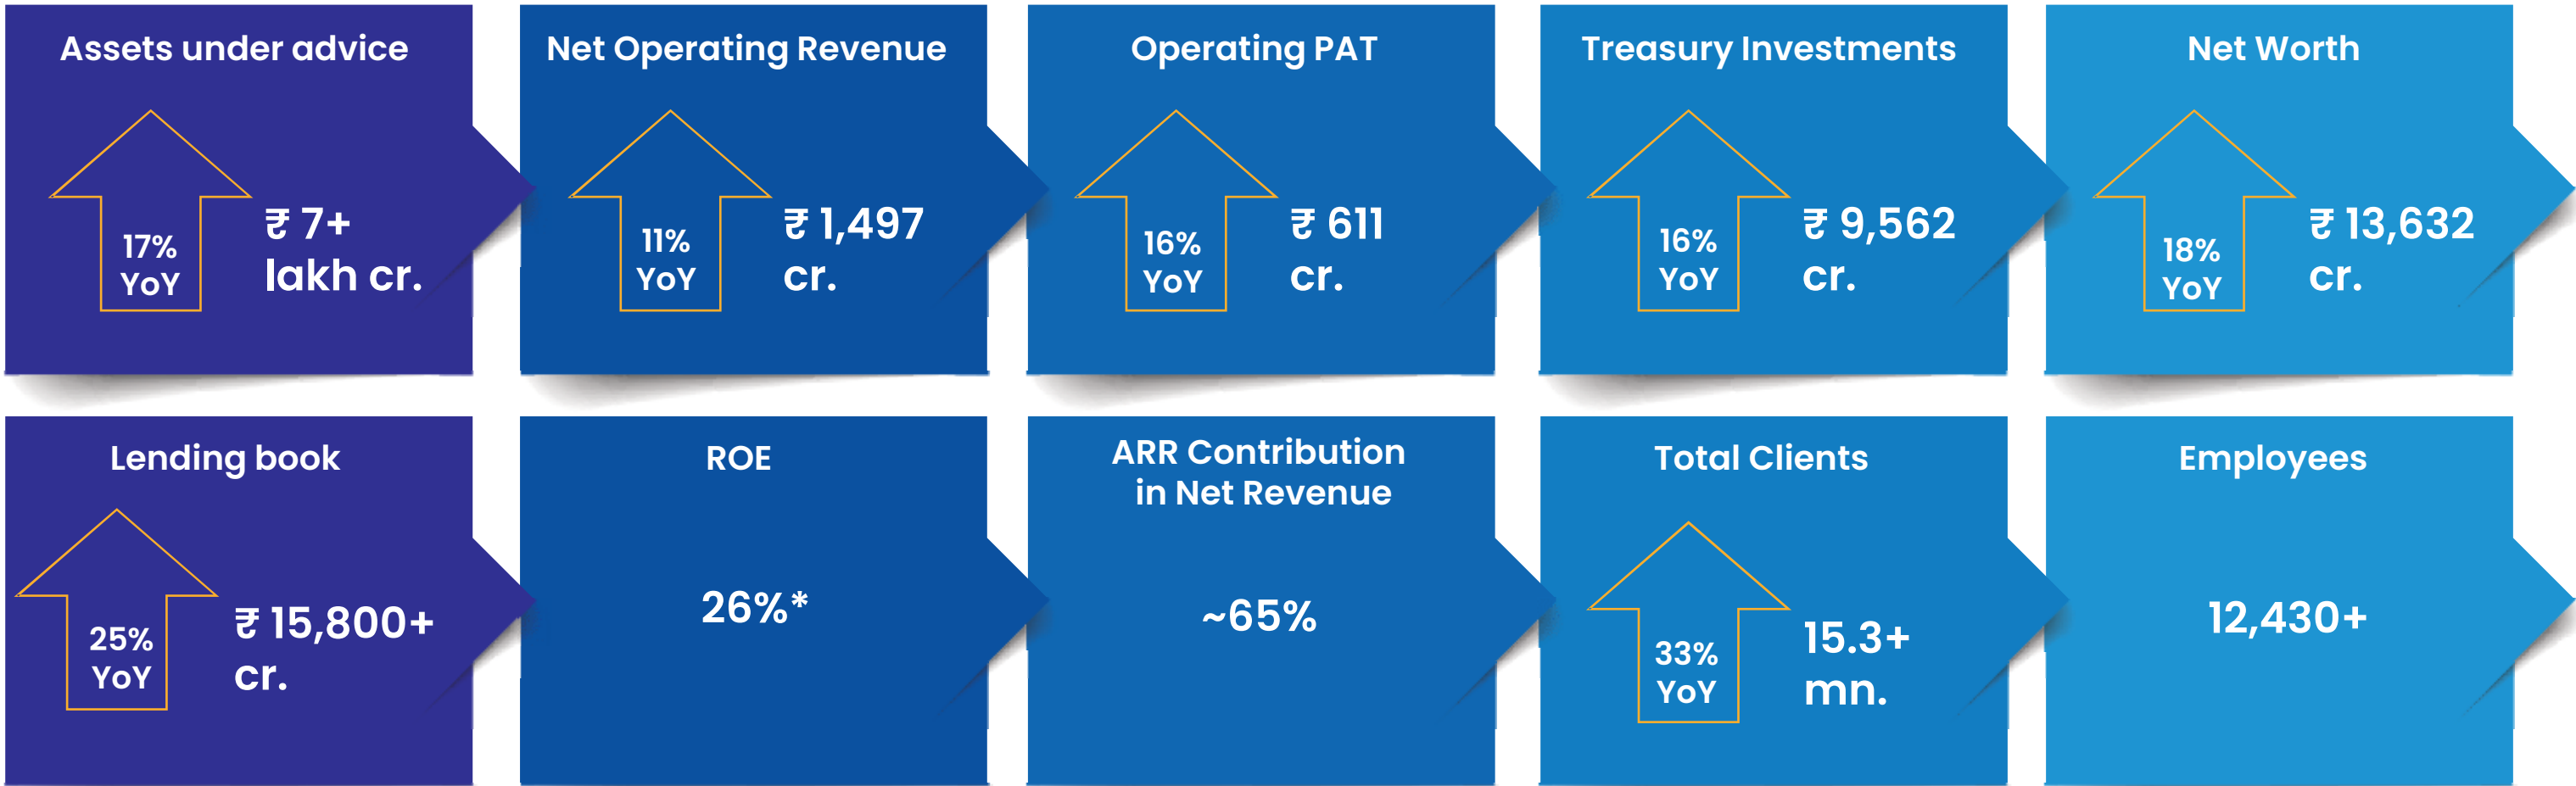 Assets under advice
17%
YoY
₹ 7+
lakh cr.
Net Operating Revenue
11%
YoY
₹ 1,497
cr.
Operating PAT
16%
YoY
₹ 611
cr.
Treasury Investments
16%
YoY
₹ 9,562
cr.
Net Worth
18%
YoY
₹ 13,632
cr.
Lending book
25%
YoY
₹ 15,800+
cr.
ROE
26%*
ARR Contribution
in Net Revenue
~65%
Total Clients
33%
YoY
15.3+
mn.
Employees
12,430+